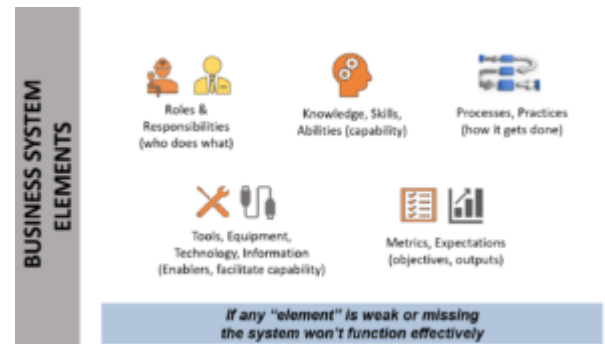 BUSINESS SYSTEM
ELEMENTS
Roles &
Responsibilities
(who does what)
Knowledge, Skills,
Abilities (capability)
Processes, Practices
(how it gets done)
Tools, Equipment,
Technology, Information
(Enablers, facilitate capability)
Metrics, Expectations
(objectives, outputs)
If any “element” is weak or missing
the system won’t function effectively